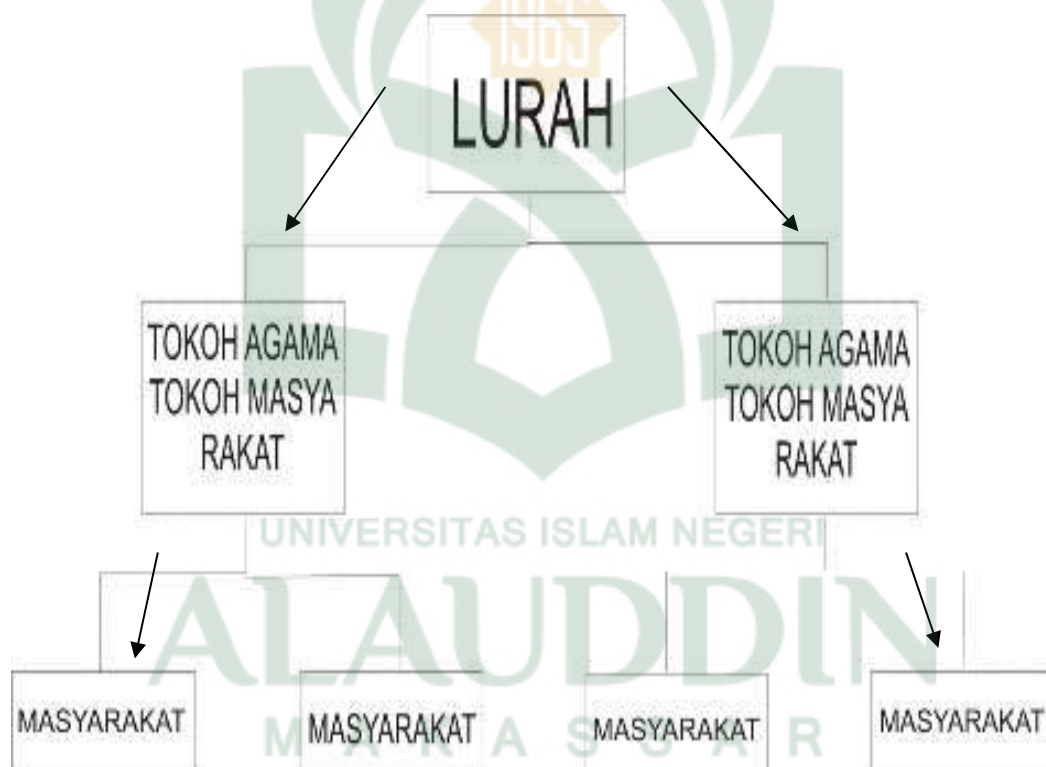 1965
LURAH
TOKOH AGAMA
TOKOH MASYA
RAKAT
TOKOH AGAMA
TOKOH MASYA
RAKAT
UNIVERSITAS ISLAM NEGERI
ALAUDDIN
MASYARAKAT
MASYARAKAT
MASYARAKAT
MASYARAKAT
MAKASSAR